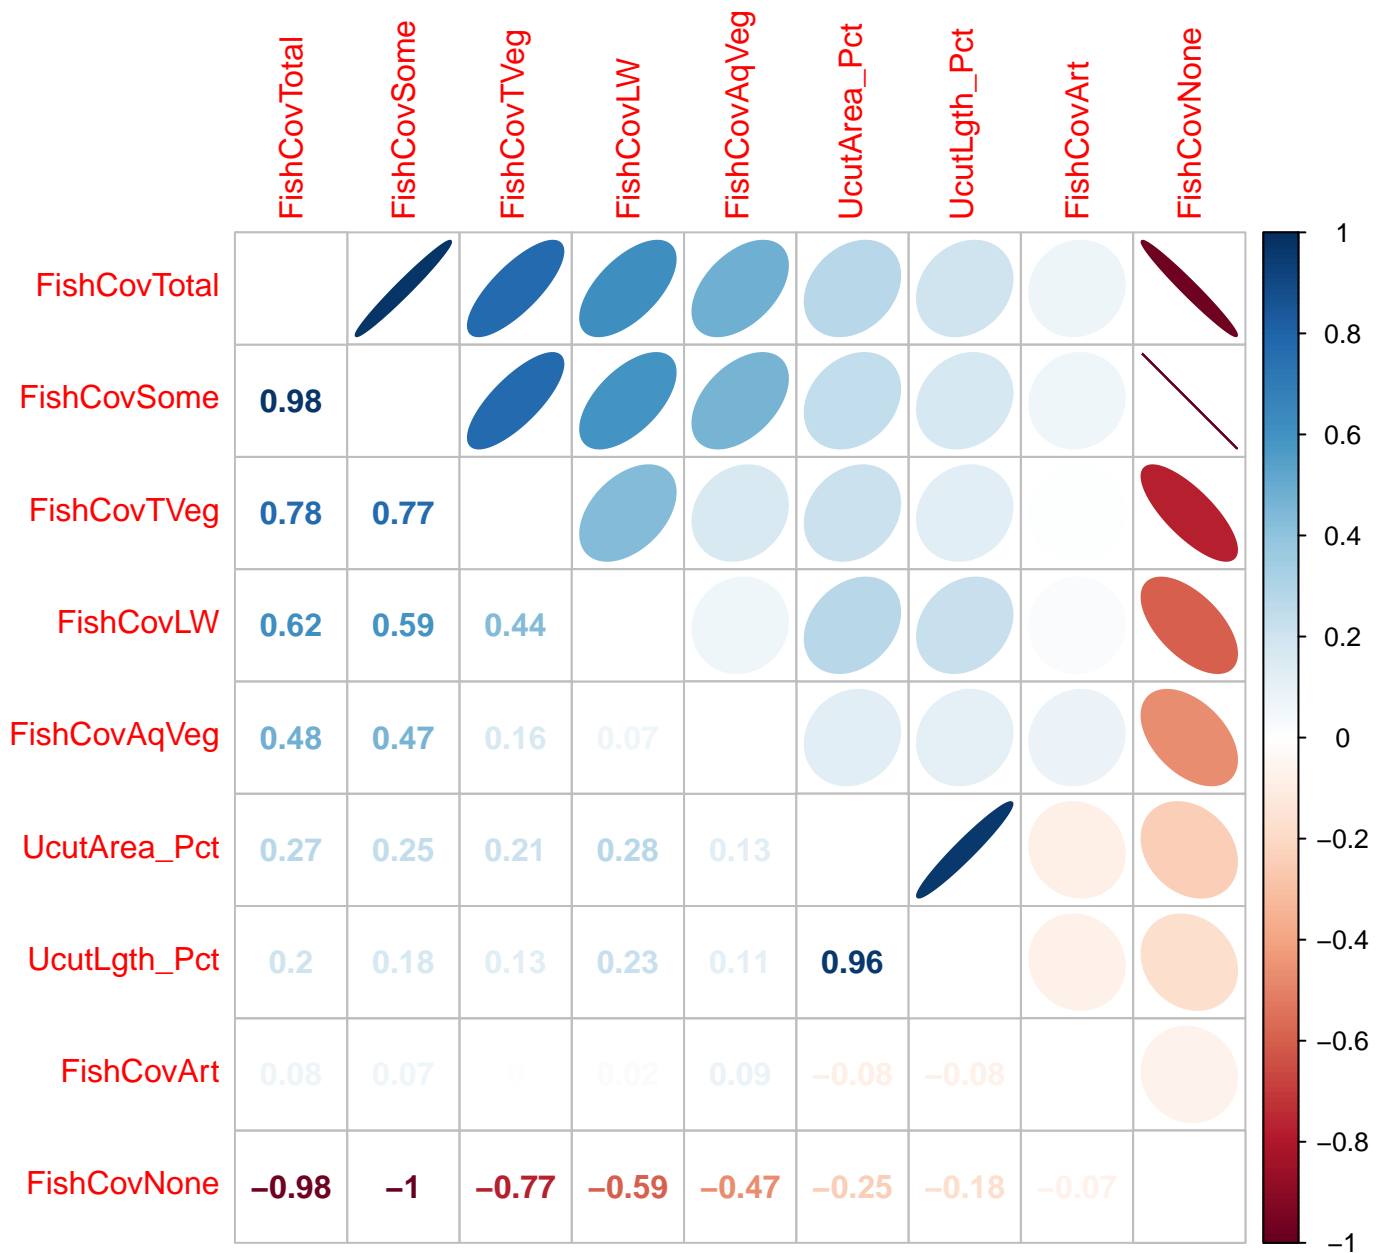 FishCovTotal
FishCovSome
FishCovTVeg
FishCovLW
FishCovAqVeg
UcutArea_Pct
UcutLgth_Pct
FishCovArt
FishCovNone
FishCovTotal
FishCovSome 0.98
FishCovTVeg 0.78 0.77
FishCovLW 0.62 0.59 0.44
FishCovAqVeg 0.48 0.47 0.16 0.07
UcutArea_Pct 0.27 0.25 0.21 0.28 0.13
UcutLgth_Pct 0.2 0.18 0.13 0.23 0.11 0.96
FishCovArt 0.08 0.07 0 0.02 0.09 −0.08 −0.08
FishCovNone −0.98 −1 −0.77 −0.59 −0.47 −0.25 −0.18 −0.07
1
0.8
0.6
0.4
0.2
0
−0.2
−0.4
−0.6
−0.8
−1